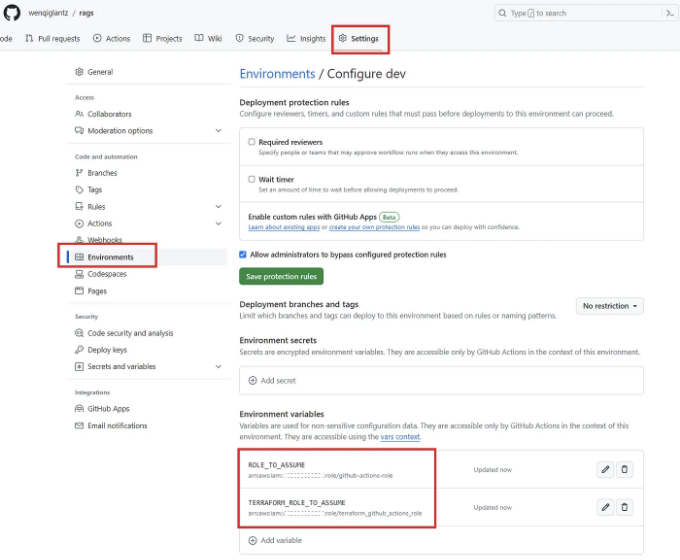 wenqiglantz / rags
Type / to search
ode
Pull requests
Actions
Projects
Wiki
Security
Insights
Settings
General
Access
Collaborators
Moderation options
Code and automation
Branches
Tags
Rules
Actions
Webhooks
Environments
Codespaces
Pages
Security
Code security and analysis
Deploy keys
Secrets and variables
Integrations
GitHub Apps
Email notifications
Environments / Configure dev
Deployment protection rules
Configure reviewers, timers, and custom rules that must pass before deployments to this environment can proceed.
Required reviewers
Specify people or teams that may approve workflow runs when they access this environment.
Wait timer
Set an amount of time to wait before allowing deployments to proceed.
Enable custom rules with GitHub Apps Beta
Learn about existing apps or create your own protection rules so you can deploy with confidence.
Allow administrators to bypass configured protection rules
Save protection rules
Deployment branches and tags
Limit which branches and tags can deploy to this environment based on rules or naming patterns.
No restriction
Environment secrets
Secrets are encrypted environment variables. They are accessible only by GitHub Actions in the context of this environment.
Add secret
Environment variables
Variables are used for non-sensitive configuration data. They are accessible only by GitHub Actions in the context of this
environment. They are accessible using the vars context.
ROLE_TO_ASSUME
arn:aws:iam:: :role/github-actions-role
Updated now
TERRAFORM_ROLE_TO_ASSUME
arn:aws:iam:: :role/terraform_github_actions_role
Updated now
Add variable